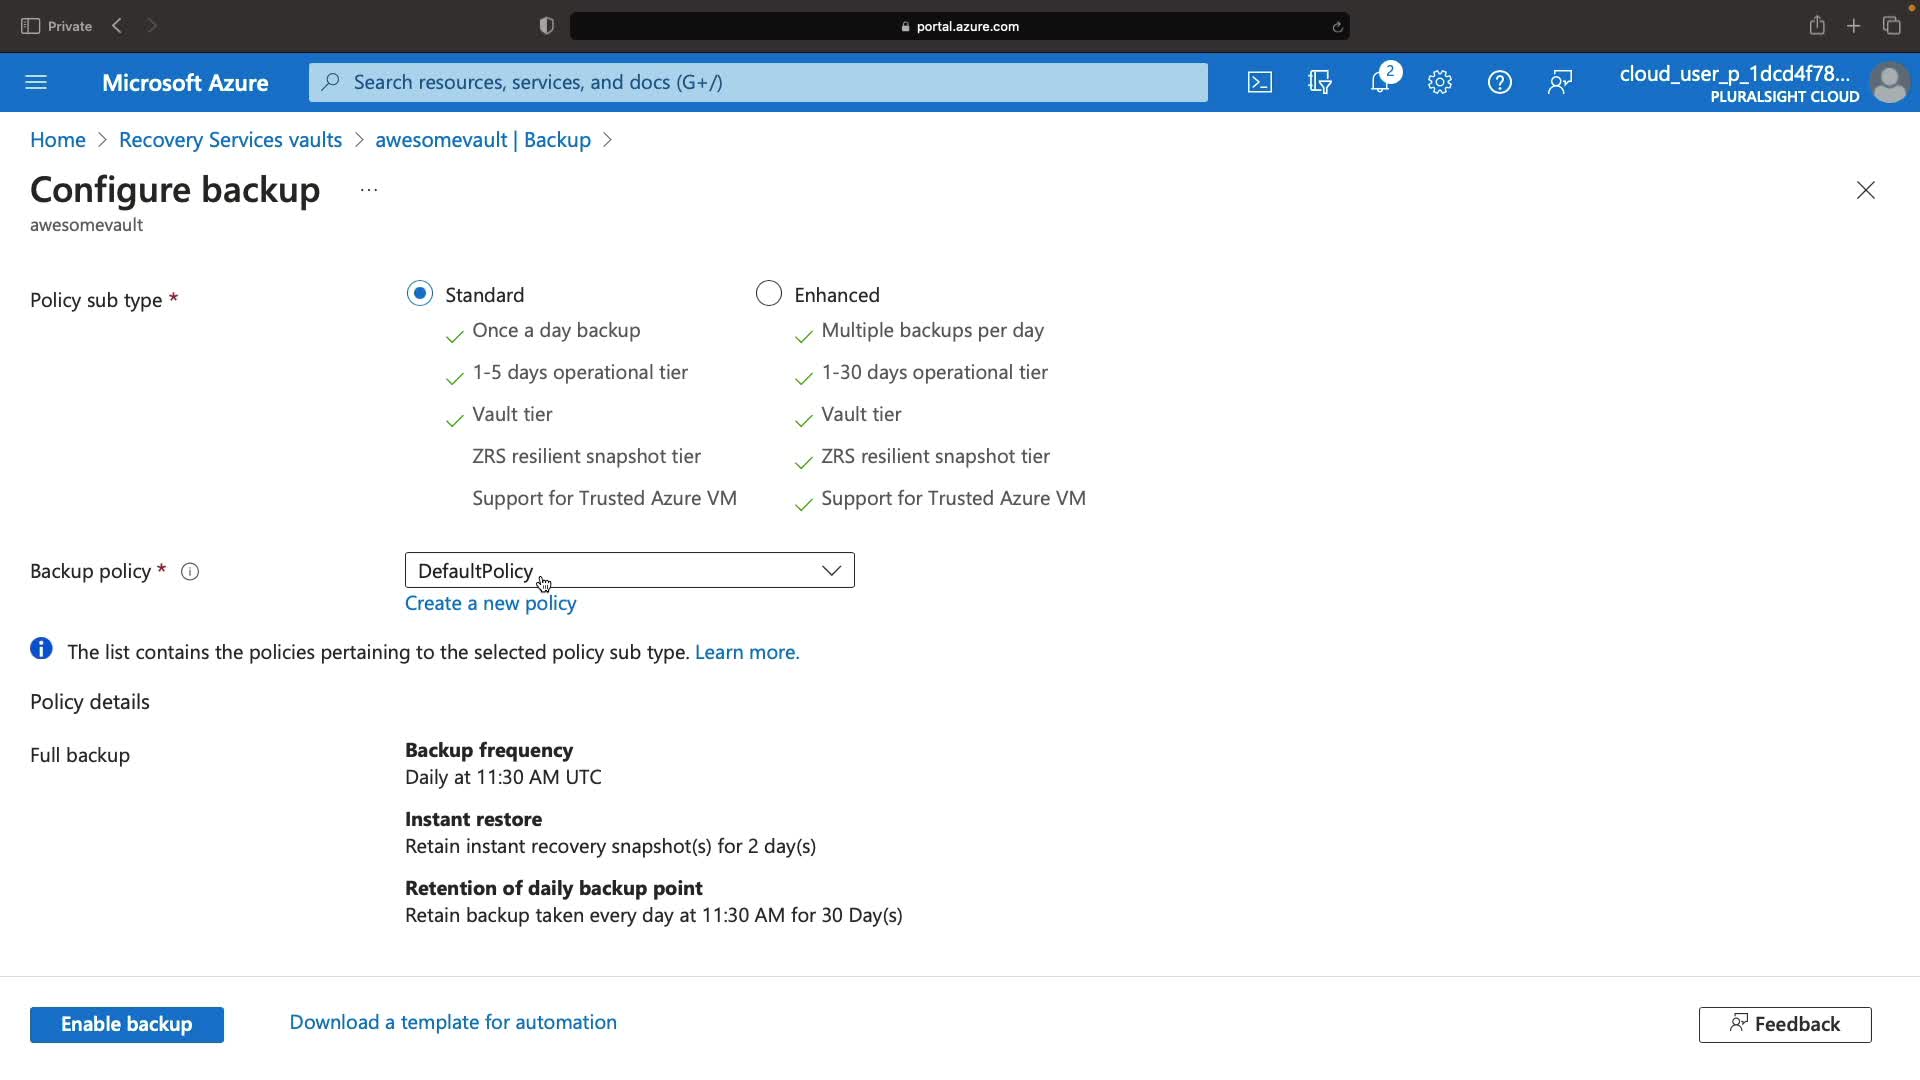 Private
portal.azure.com
Microsoft Azure
Search resources, services, and docs (G+/)
2
cloud_user_p_1dcd4f78...
PLURALSIGHT CLOUD
Home > Recovery Services vaults > awesomevault | Backup >
Configure backup ...
awesomevault
Policy sub type *
Standard
Once a day backup
1-5 days operational tier
Vault tier
ZRS resilient snapshot tier
Support for Trusted Azure VM
Enhanced
Multiple backups per day
1-30 days operational tier
Vault tier
ZRS resilient snapshot tier
Support for Trusted Azure VM
Backup policy *
DefaultPolicy
Create a new policy
The list contains the policies pertaining to the selected policy sub type. Learn more.
Policy details
Full backup
Backup frequency
Daily at 11:30 AM UTC
Instant restore
Retain instant recovery snapshot(s) for 2 day(s)
Retention of daily backup point
Retain backup taken every day at 11:30 AM for 30 Day(s)
Enable backup
Download a template for automation
Feedback